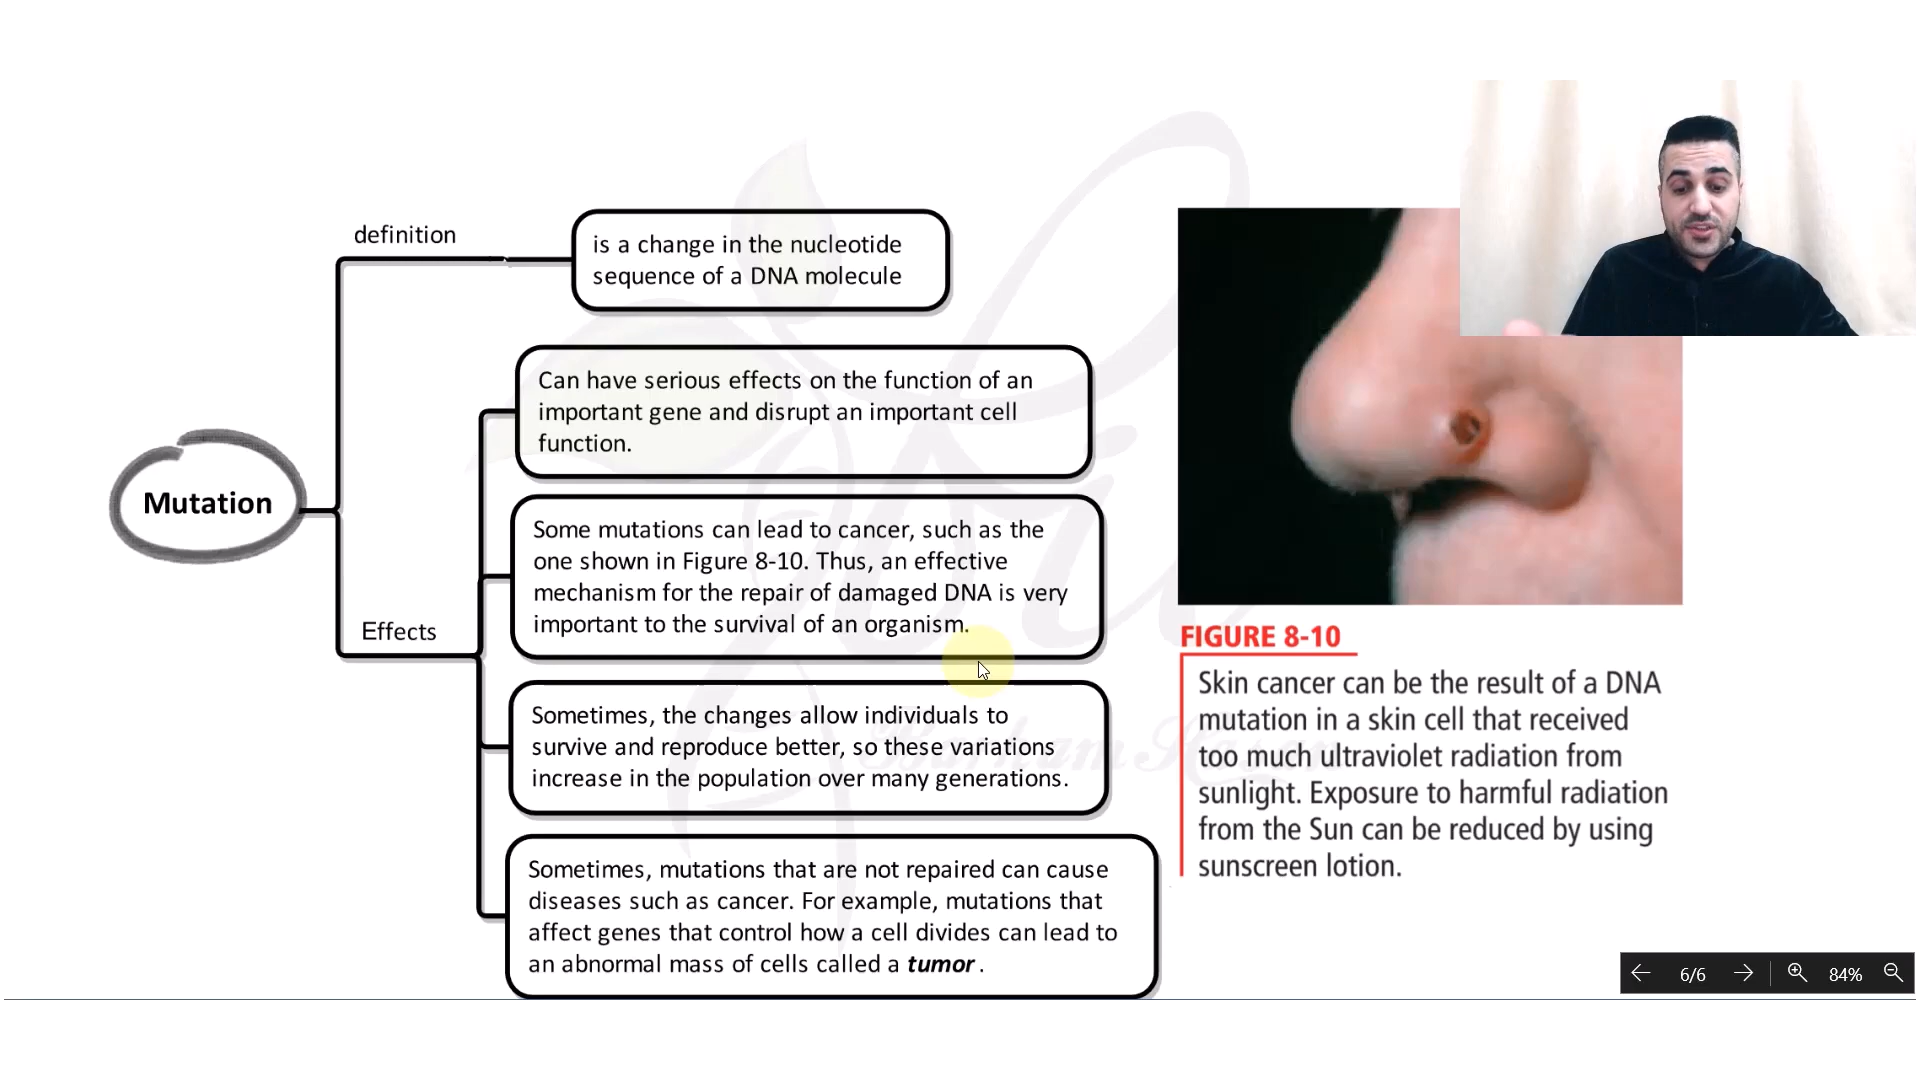 definition
is a change in the nucleotide
sequence of a DNA molecule
Can have serious effects on the function of an
important gene and disrupt an important cell
function.
Mutation
Some mutations can lead to cancer, such as the
one shown in Figure 8-10. Thus, an effective
mechanism for the repair of damaged DNA is very
important to the survival of an organism.
Effects
Sometimes, the changes allow individuals to
survive and reproduce better, so these variations
increase in the population over many generations.
Sometimes, mutations that are not repaired can cause
diseases such as cancer. For example, mutations that
affect genes that control how a cell divides can lead to
an abnormal mass of cells called a tumor .
FIGURE 8-10
Skin cancer can be the result of a DNA
mutation in a skin cell that received
too much ultraviolet radiation from
sunlight. Exposure to harmful radiation
from the Sun can be reduced by using
sunscreen lotion.
6/6
84%